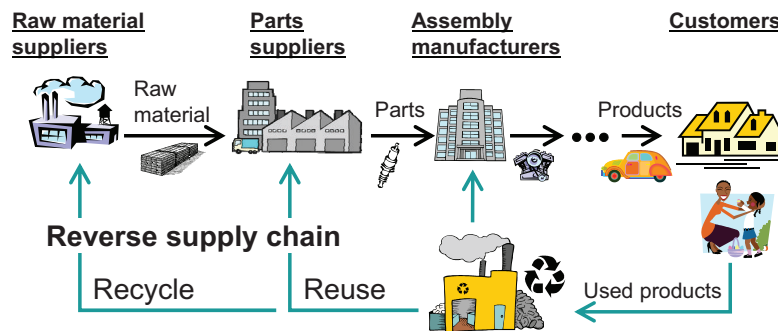 Raw material
suppliers
Parts
suppliers
Assembly
manufacturers
Customers
Raw
material
Parts
Products
Reverse supply chain
Recycle
Reuse
Used products